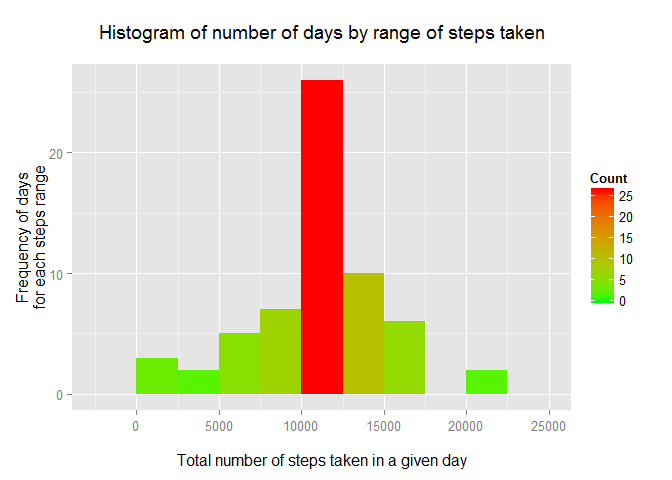 Histogram of number of days by range of steps taken
Frequency of days
for each steps range
20
10
0
0 5000 10000 15000 20000 25000
Total number of steps taken in a given day
Count
25
20
15
10
5
0